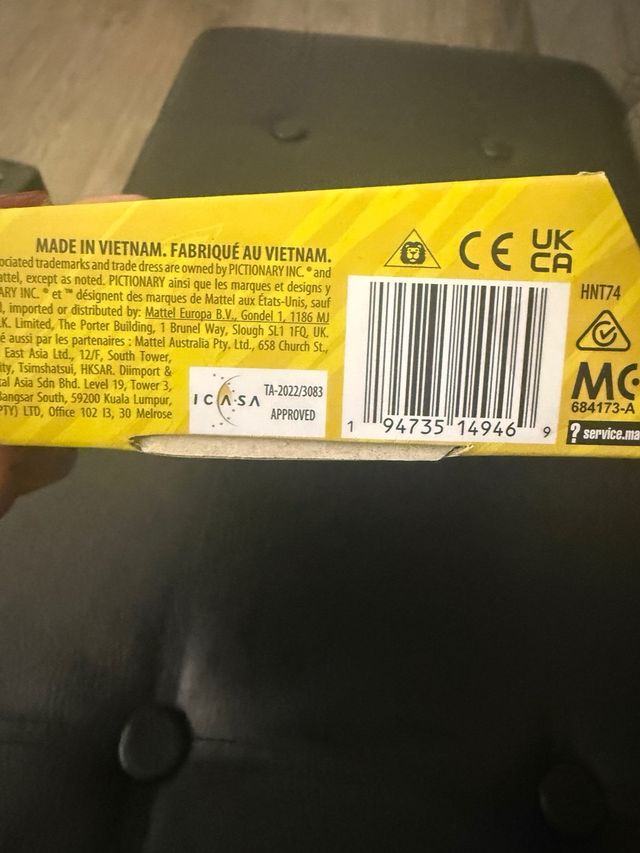 MADE IN VIETNAM. FABRIQUÉ AU VIETNAM.
ociated trademarks and trade dress are owned by PICTIONARY INC.® and
attel, except as noted. PICTIONARY ainsi que les marques et designs y
ARY INC.® et ™ désignent des marques de Mattel aux États-Unis, sauf
, imported or distributed by: Mattel Europa B.V., Gondel 1, 1186 MJ
.K. Limited, The Porter Building, 1 Brunel Way, Slough SL1 1FQ, UK.
é aussi par les partenaires : Mattel Australia Pty. Ltd., 658 Church St.,
East Asia Ltd., 12/F, South Tower,
ity, Tsimshatsui, HKSAR. Diimport &
tal Asia Sdn Bhd. Level 19, Tower 3,
Bangsar South, 59200 Kuala Lumpur,
PTY) LTD, Office 102 I3, 30 Melrose
ICASA
TA-2022/3083
APPROVED
CE
UK
CA
1 94735 14946 9
HNT74
MC
684173-A
? service.ma